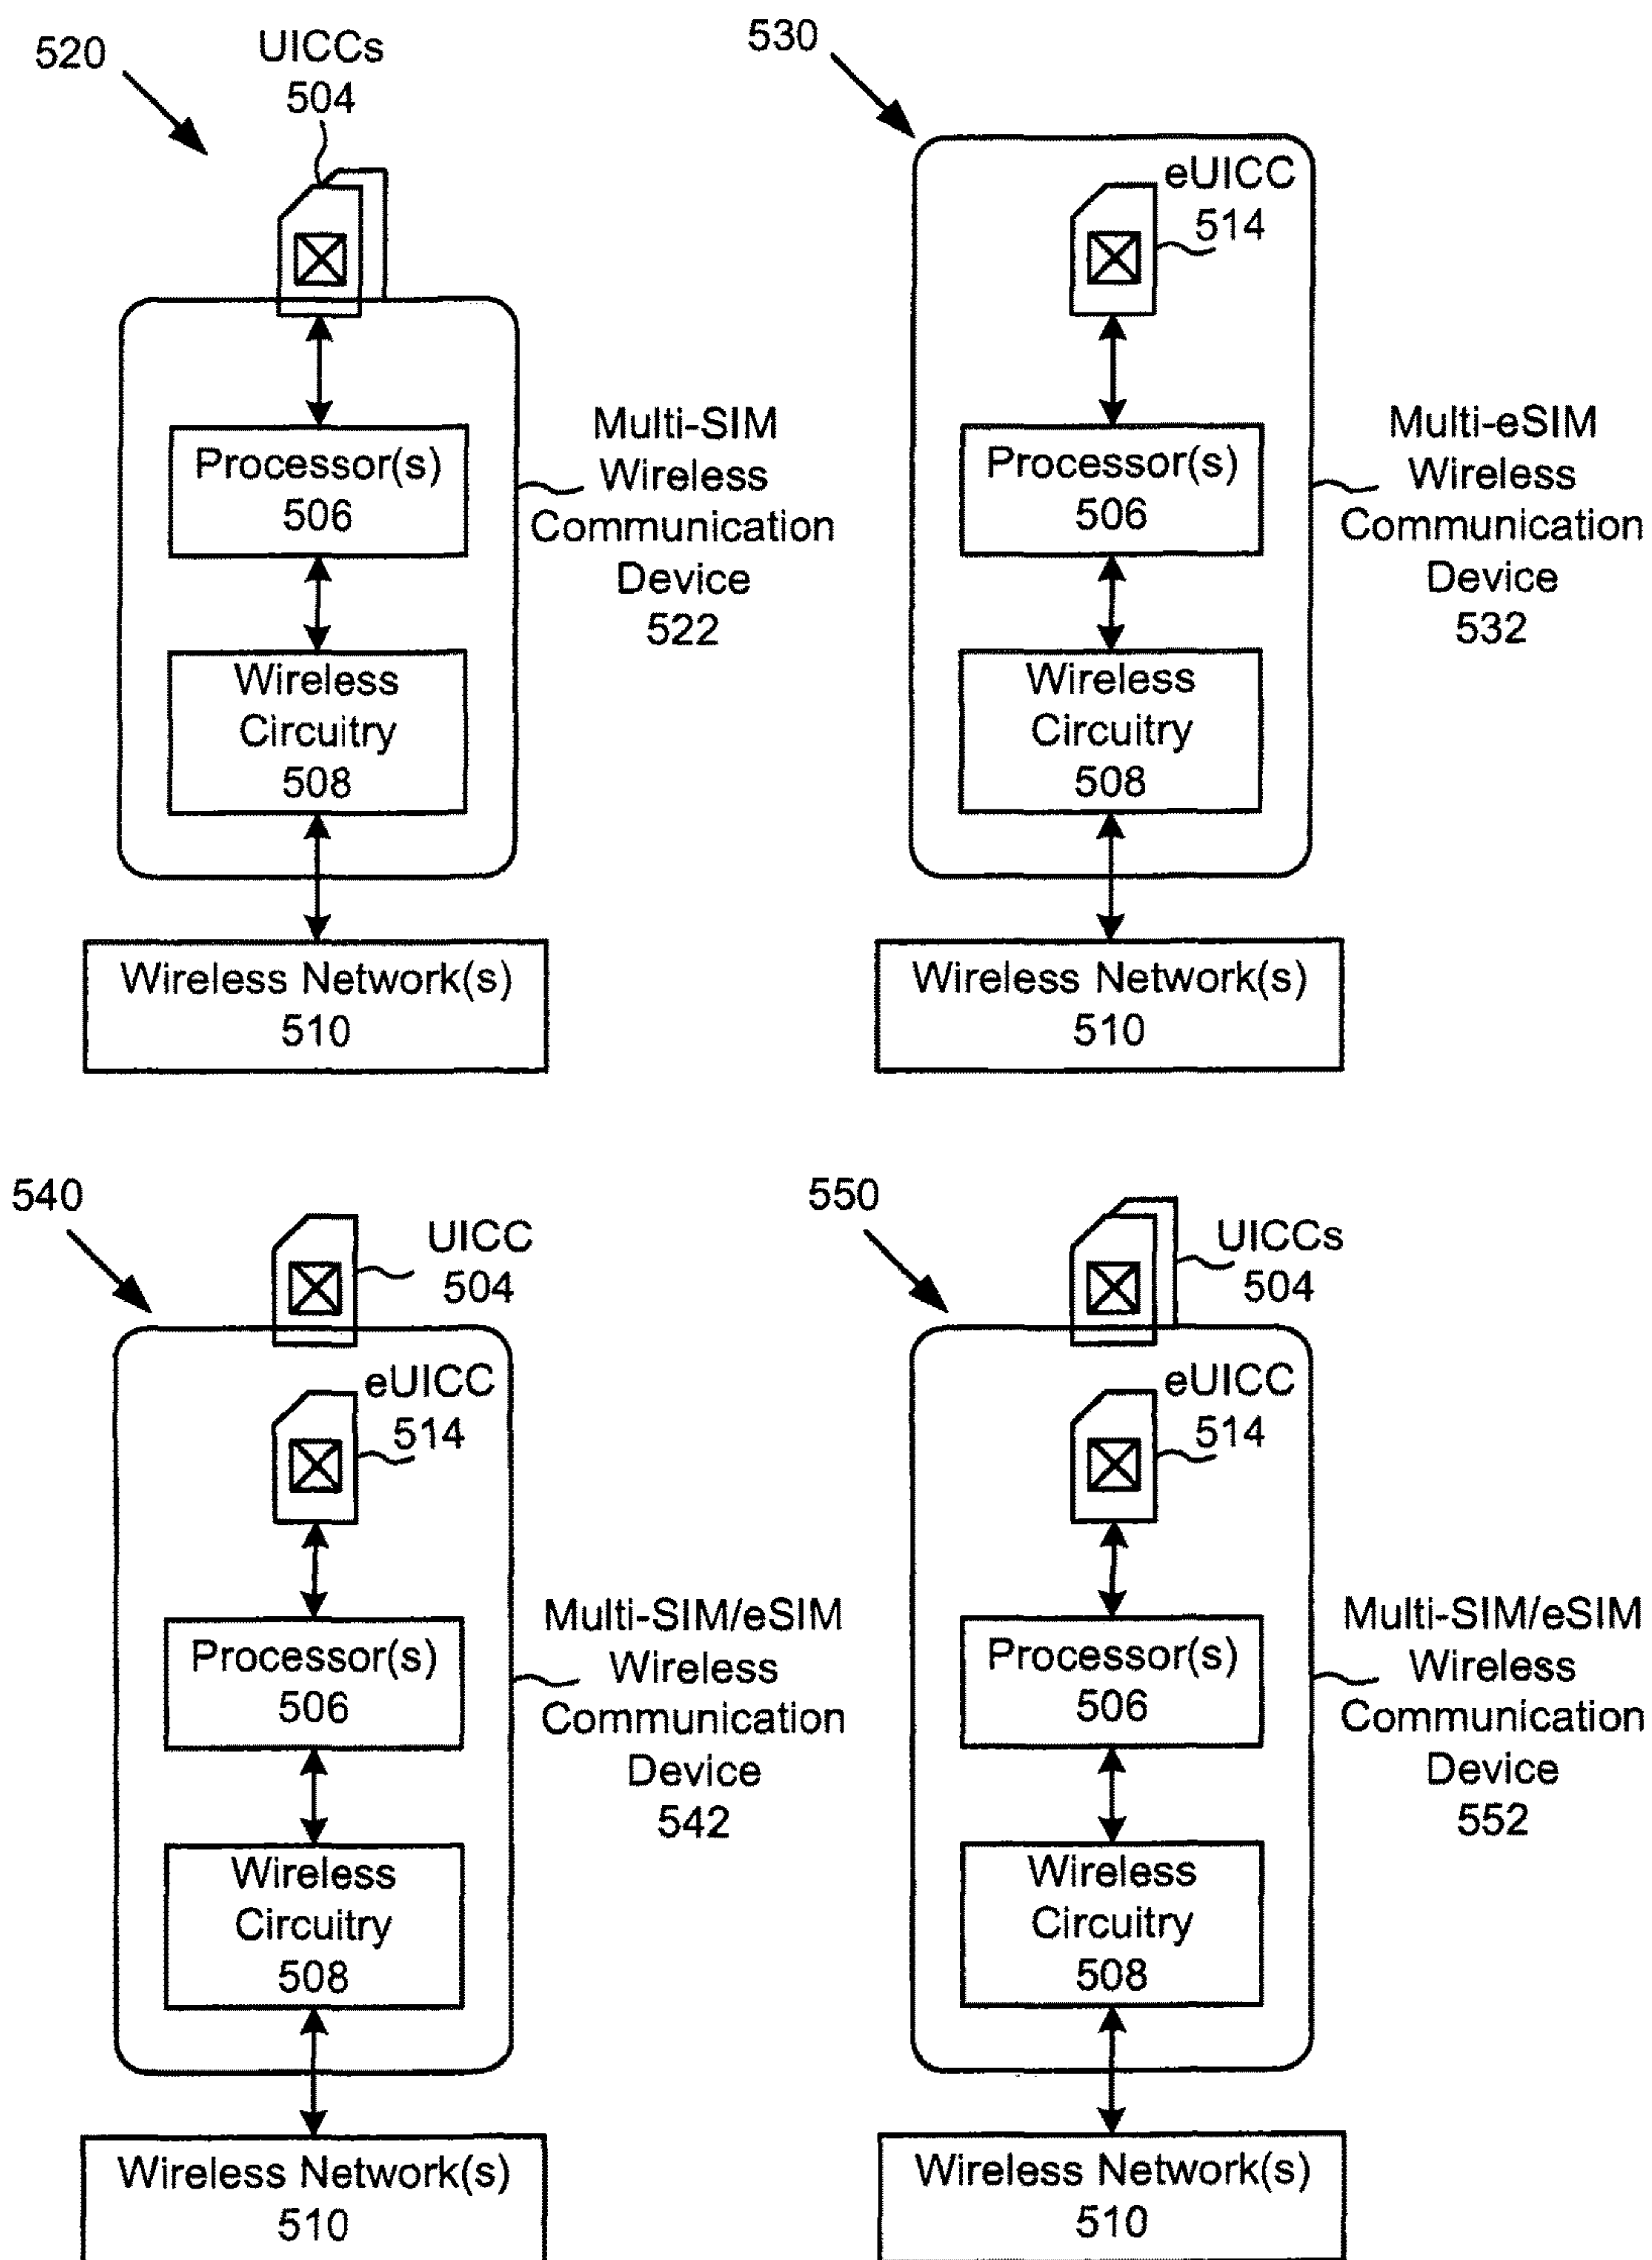 520
UICCs
504
Processor(s)
506
Wireless
Circuitry
508
Multi-SIM
Wireless
Communication
Device
522
Wireless Network(s)
510
530
eUICC
514
Processor(s)
506
Wireless
Circuitry
508
Multi-eSIM
Wireless
Communication
Device
532
Wireless Network(s)
510
540
UICC
504
eUICC
514
Processor(s)
506
Wireless
Circuitry
508
Multi-SIM/eSIM
Wireless
Communication
Device
542
Wireless Network(s)
510
550
UICCs
504
eUICC
514
Processor(s)
506
Wireless
Circuitry
508
Multi-SIM/eSIM
Wireless
Communication
Device
552
Wireless Network(s)
510